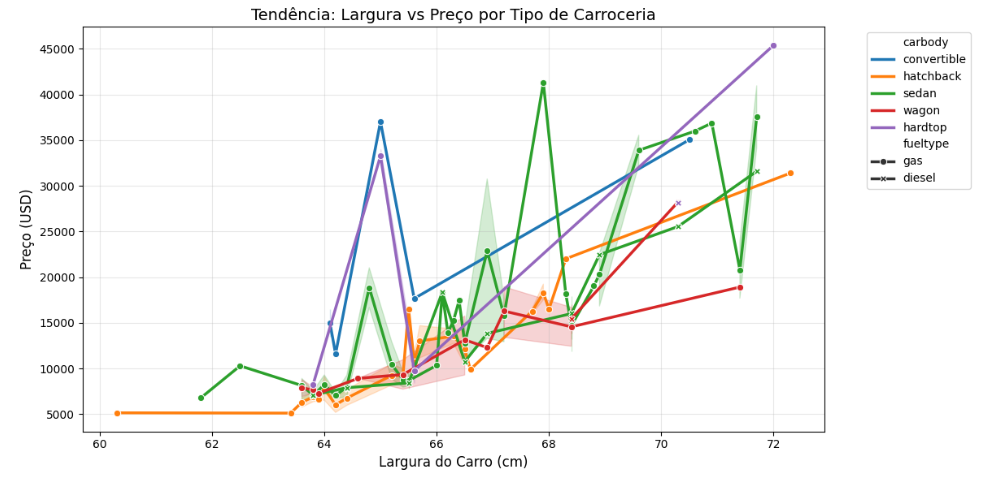 Tendência: Largura vs Preço por Tipo de Carroceria
Preço (USD)
45000
40000
35000
30000
25000
20000
15000
10000
5000
60
62
64
66
68
70
72
Largura do Carro (cm)
carbody
convertible
hatchback
sedan
wagon
hardtop
fueltype
gas
diesel